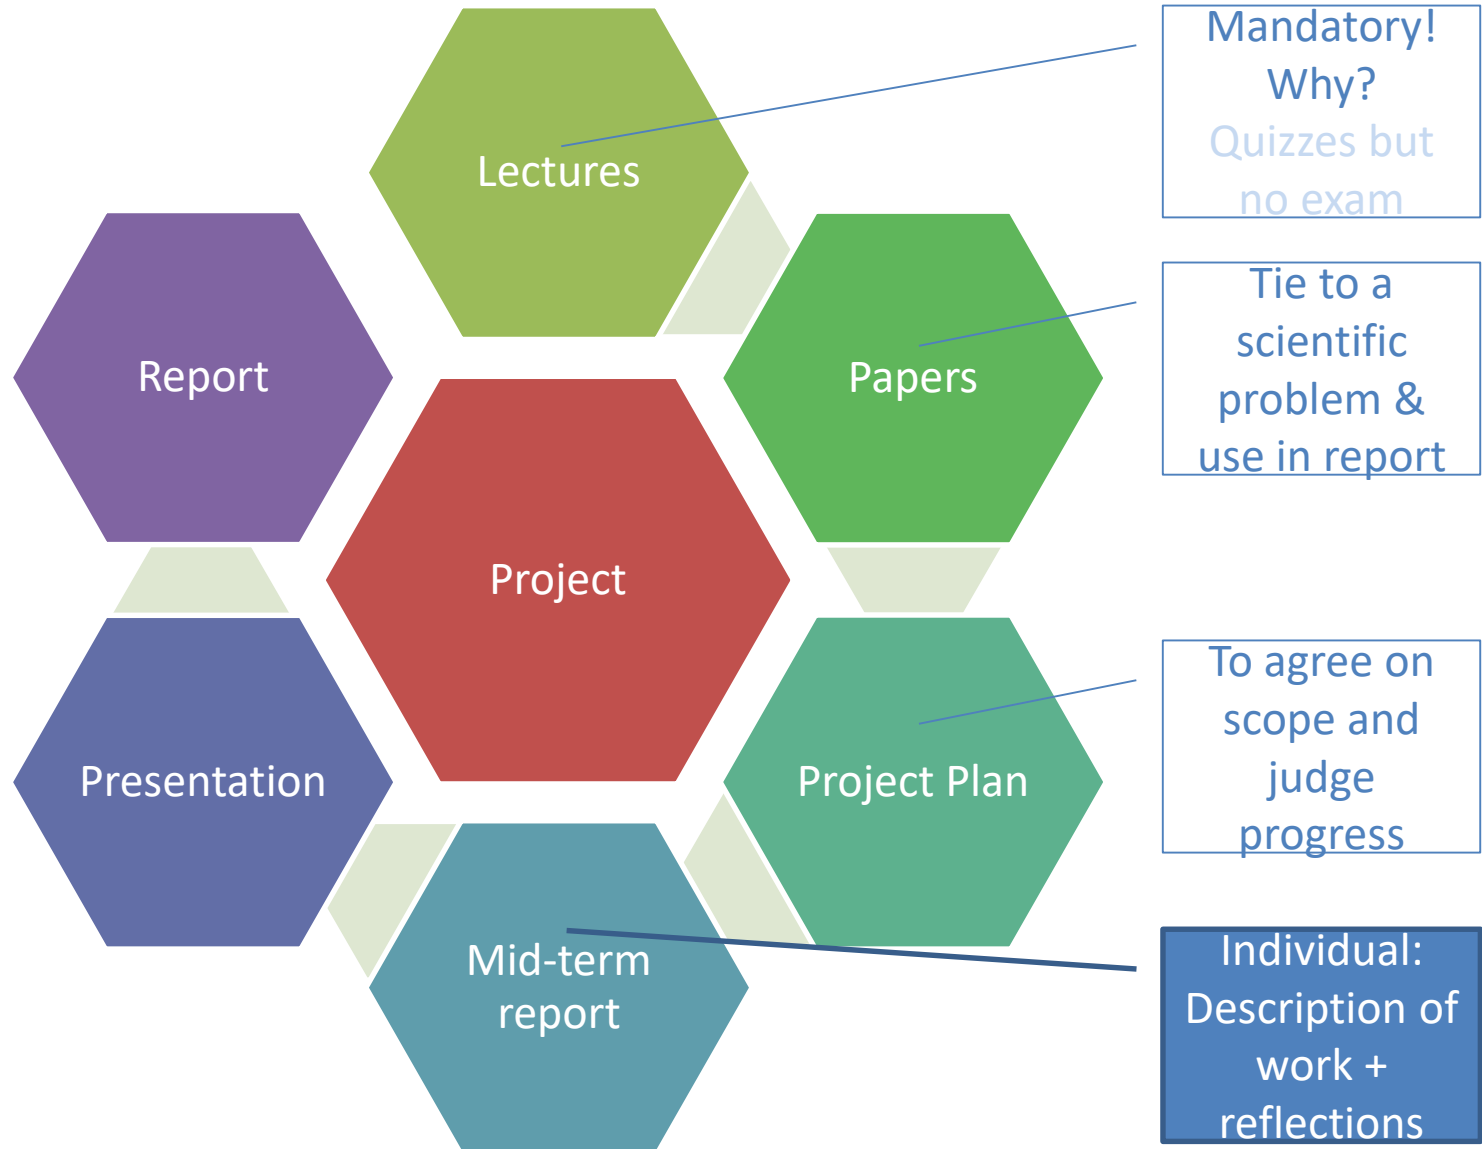 Lectures
Mandatory!
Why?
Quizzes but
no exam
Papers
Tie to a
scientific
problem &
use in report
Project Plan
To agree on
scope and
judge
progress
Mid-term
report
Individual:
Description of
work +
reflections
Presentation
Report
Project